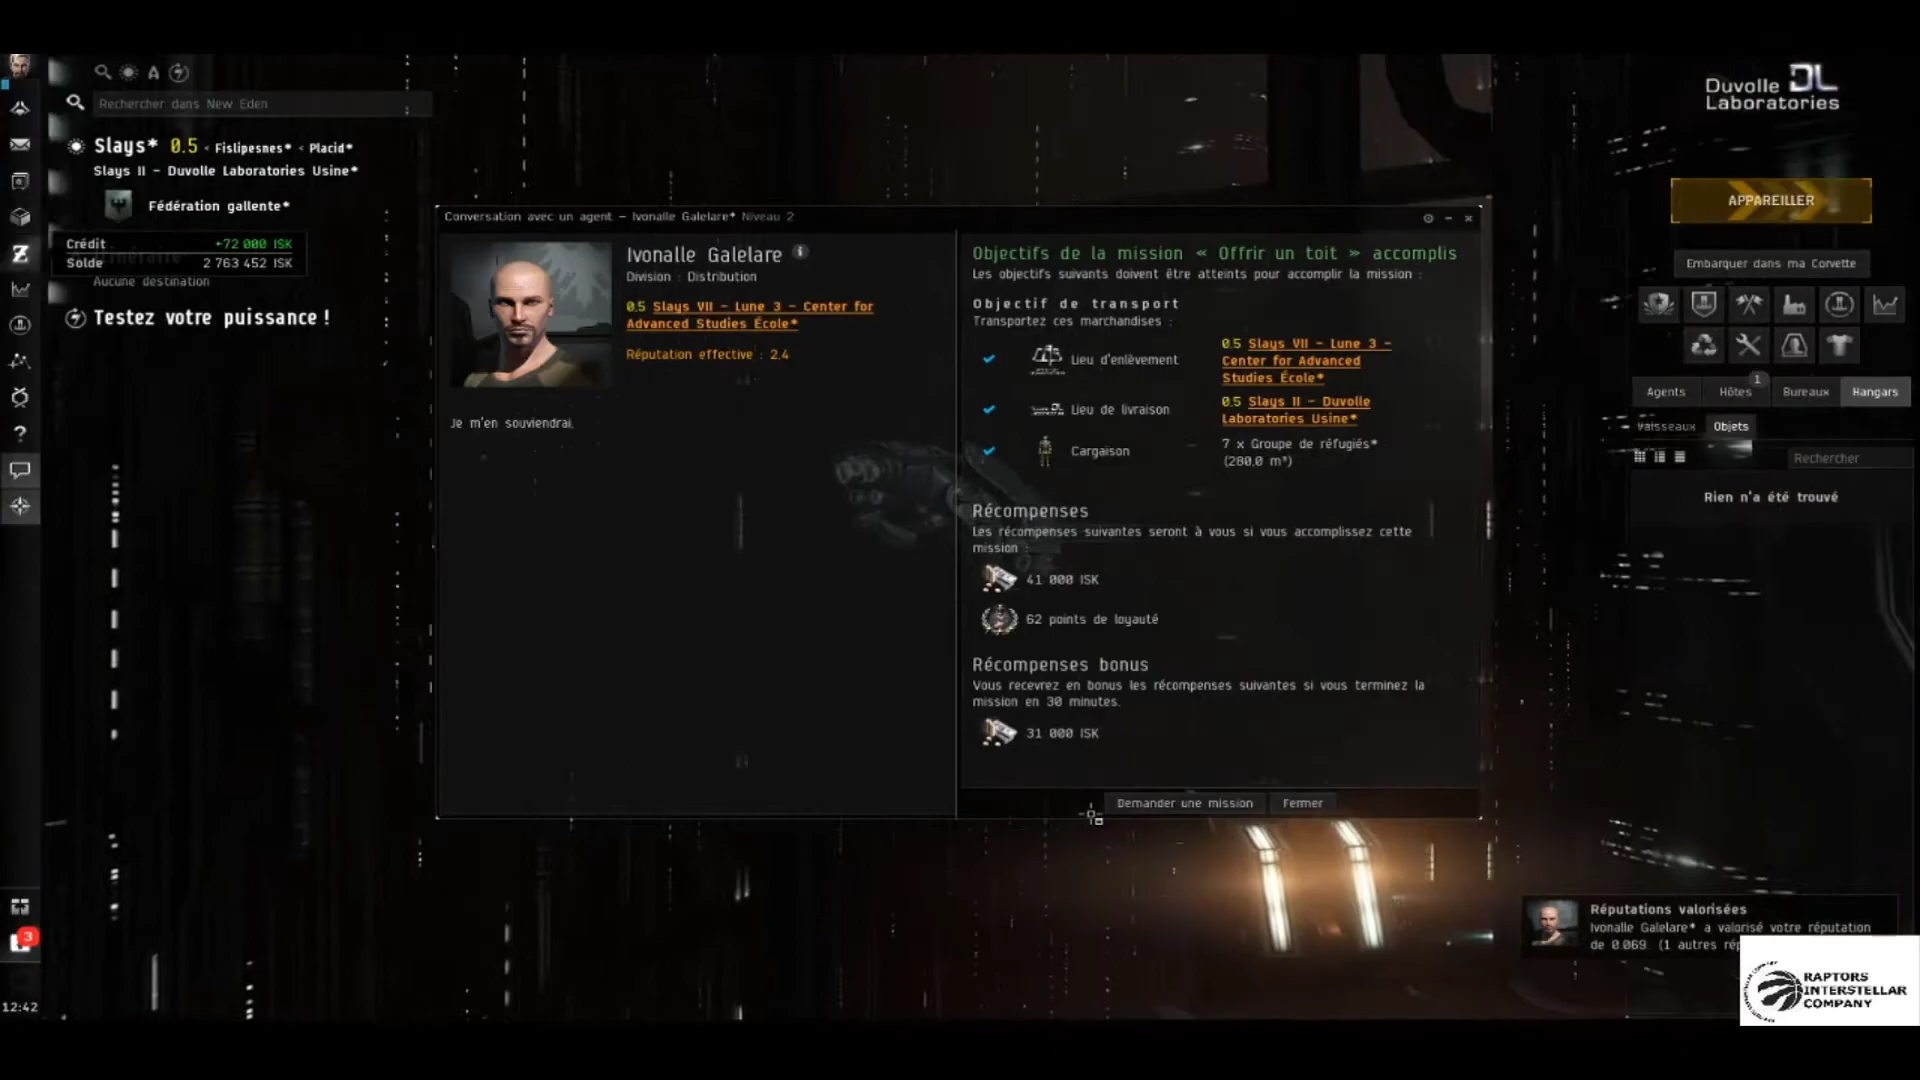 Duvolle DL
Laboratories
Rechercher dans New Eden
Slays* 0.5 < Fislipesnes* < Placid*
Slays II - Duvolle Laboratories Usine*
Fédération gallente*
Crédit +72 000 ISK
Solde 2 763 452 ISK
Aucune destination
Testez votre puissance !
APPAREILLER
Embarquer dans ma Corvette
Conversation avec un agent - Ivonalle Galelare* Niveau 2
Ivonalle Galelare
Division : Distribution
0.5 Slays VII - Lune 3 - Center for
Advanced Studies École*
Réputation effective : 2.4
Je m'en souviendrai.
Objectifs de la mission « Offrir un toit » accomplis
Les objectifs suivants doivent être atteints pour accomplir la mission :
Objectif de transport
Transportez ces marchandises :
Lieu d'enlèvement
0.5 Slays VII - Lune 3 -
Center for Advanced
Studies École*
Lieu de livraison
0.5 Slays II - Duvolle
Laboratories Usine*
Cargaison
7 x Groupe de réfugiés*
(280.0 m³)
Récompenses
Les récompenses suivantes seront à vous si vous accomplissez cette
mission :
41 000 ISK
62 points de loyauté
Récompenses bonus
Vous recevrez en bonus les récompenses suivantes si vous terminez la
mission en 30 minutes.
31 000 ISK
Demander une mission
Fermer
1
Agents Hôtes Bureaux Hangars
Vaisseaux Objets
Rechercher
Rien n'a été trouvé
3
12:42
Réputations valorisées
Ivonalle Galelare* a valorisé votre réputation
de 0.069. (1 autres
RAPTORS
INTERSTELLAR
COMPANY